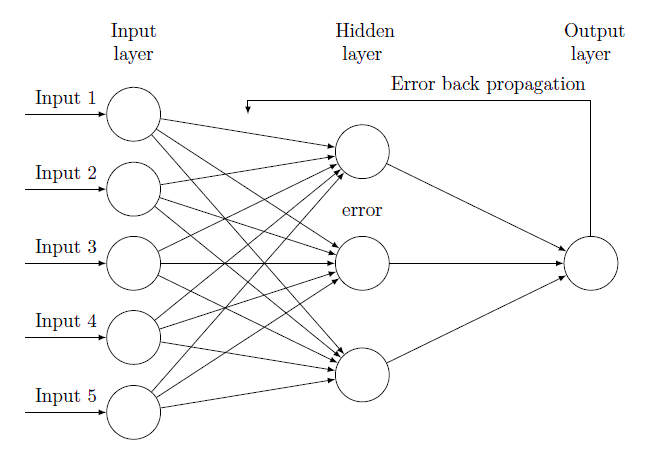 Input
layer
Hidden
layer
Output
layer
Error back propagation
Input 1
Input 2
error
Input 3
Input 4
Input 5